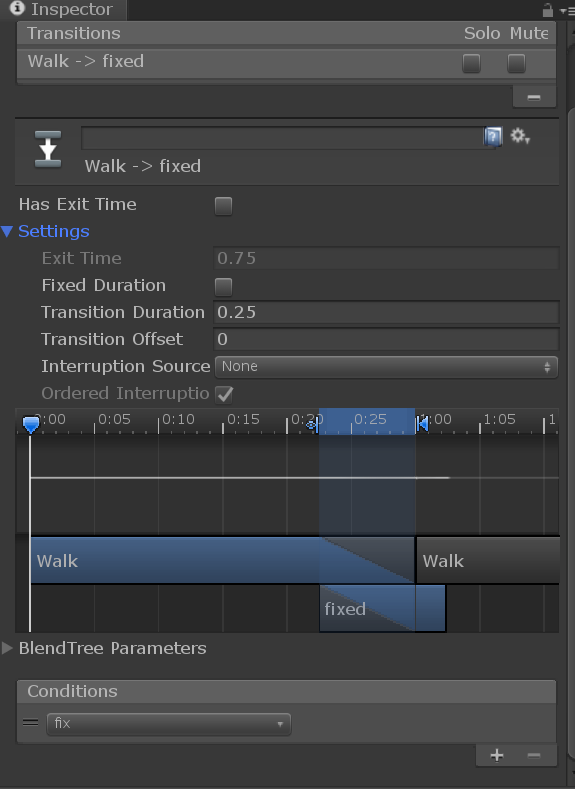 Inspector
Transitions Solo Mute
Walk -> fixed
Walk -> fixed
Has Exit Time
Settings
Exit Time 0.75
Fixed Duration
Transition Duration 0.25
Transition Offset 0
Interruption Source None
Ordered Interruptio
0:00 0:05 0:10 0:15 0:20 0:25 1:00 1:05 1
Walk Walk
fixed
BlendTree Parameters
Conditions
fix